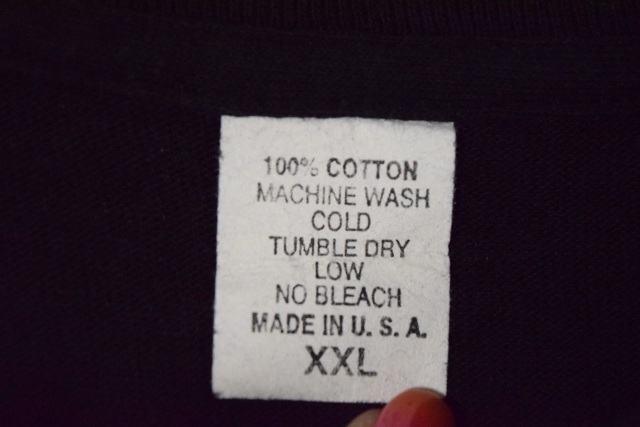 100% COTTON
MACHINE WASH
COLD
TUMBLE DRY
LOW
NO BLEACH
MADE IN U. S. A.
XXL